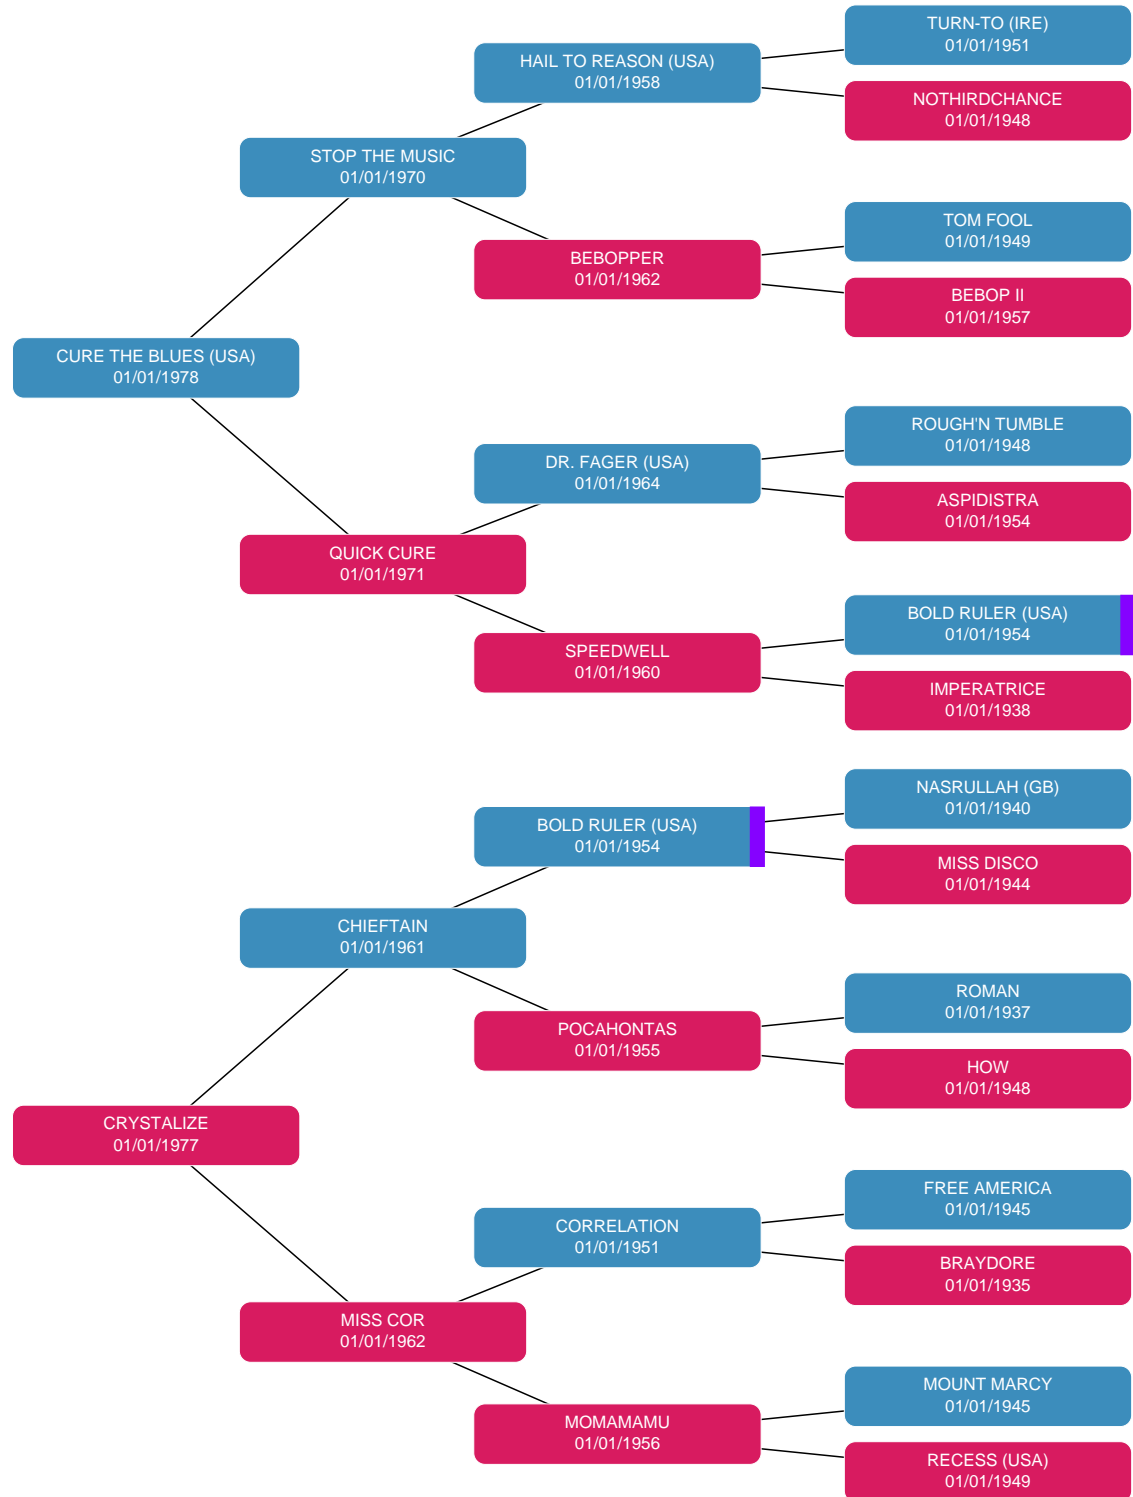 TURN-TO (IRE)
01/01/1951
HAIL TO REASON (USA)
01/01/1958
NOTHIRDCHANCE
01/01/1948
STOP THE MUSIC
01/01/1970
TOM FOOL
01/01/1949
BEBOPPER
01/01/1962
BEBOP II
01/01/1957
CURE THE BLUES (USA)
01/01/1978
ROUGH'N TUMBLE
01/01/1948
DR. FAGER (USA)
01/01/1964
ASPIDISTRA
01/01/1954
QUICK CURE
01/01/1971
BOLD RULER (USA)
01/01/1954
SPEEDWELL
01/01/1960
IMPERATRICE
01/01/1938
NASRULLAH (GB)
01/01/1940
BOLD RULER (USA)
01/01/1954
MISS DISCO
01/01/1944
CHIEFTAIN
01/01/1961
ROMAN
01/01/1937
POCAHONTAS
01/01/1955
HOW
01/01/1948
CRYSTALIZE
01/01/1977
FREE AMERICA
01/01/1945
CORRELATION
01/01/1951
BRAYDORE
01/01/1935
MISS COR
01/01/1962
MOUNT MARCY
01/01/1945
MOMAMAMU
01/01/1956
RECESS (USA)
01/01/1949